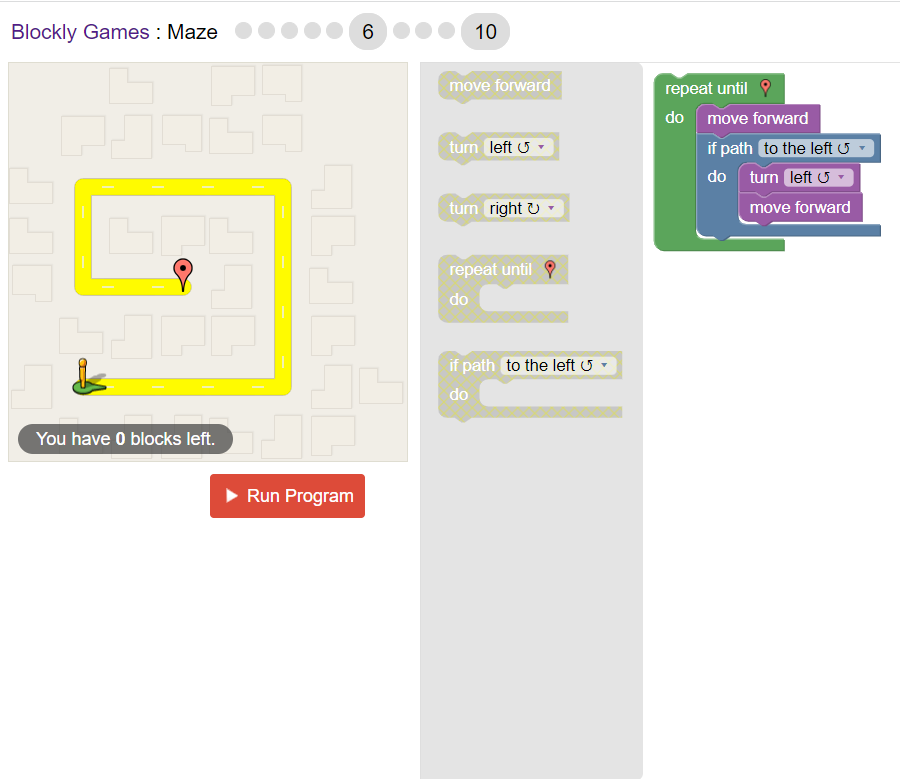 Blockly Games : Maze 6 10
You have 0 blocks left.
Run Program
move forward
turn left ↺
turn right ↻
repeat until
do
if path to the left ↺
do
repeat until
do move forward
if path to the left ↺
do turn left ↺
move forward